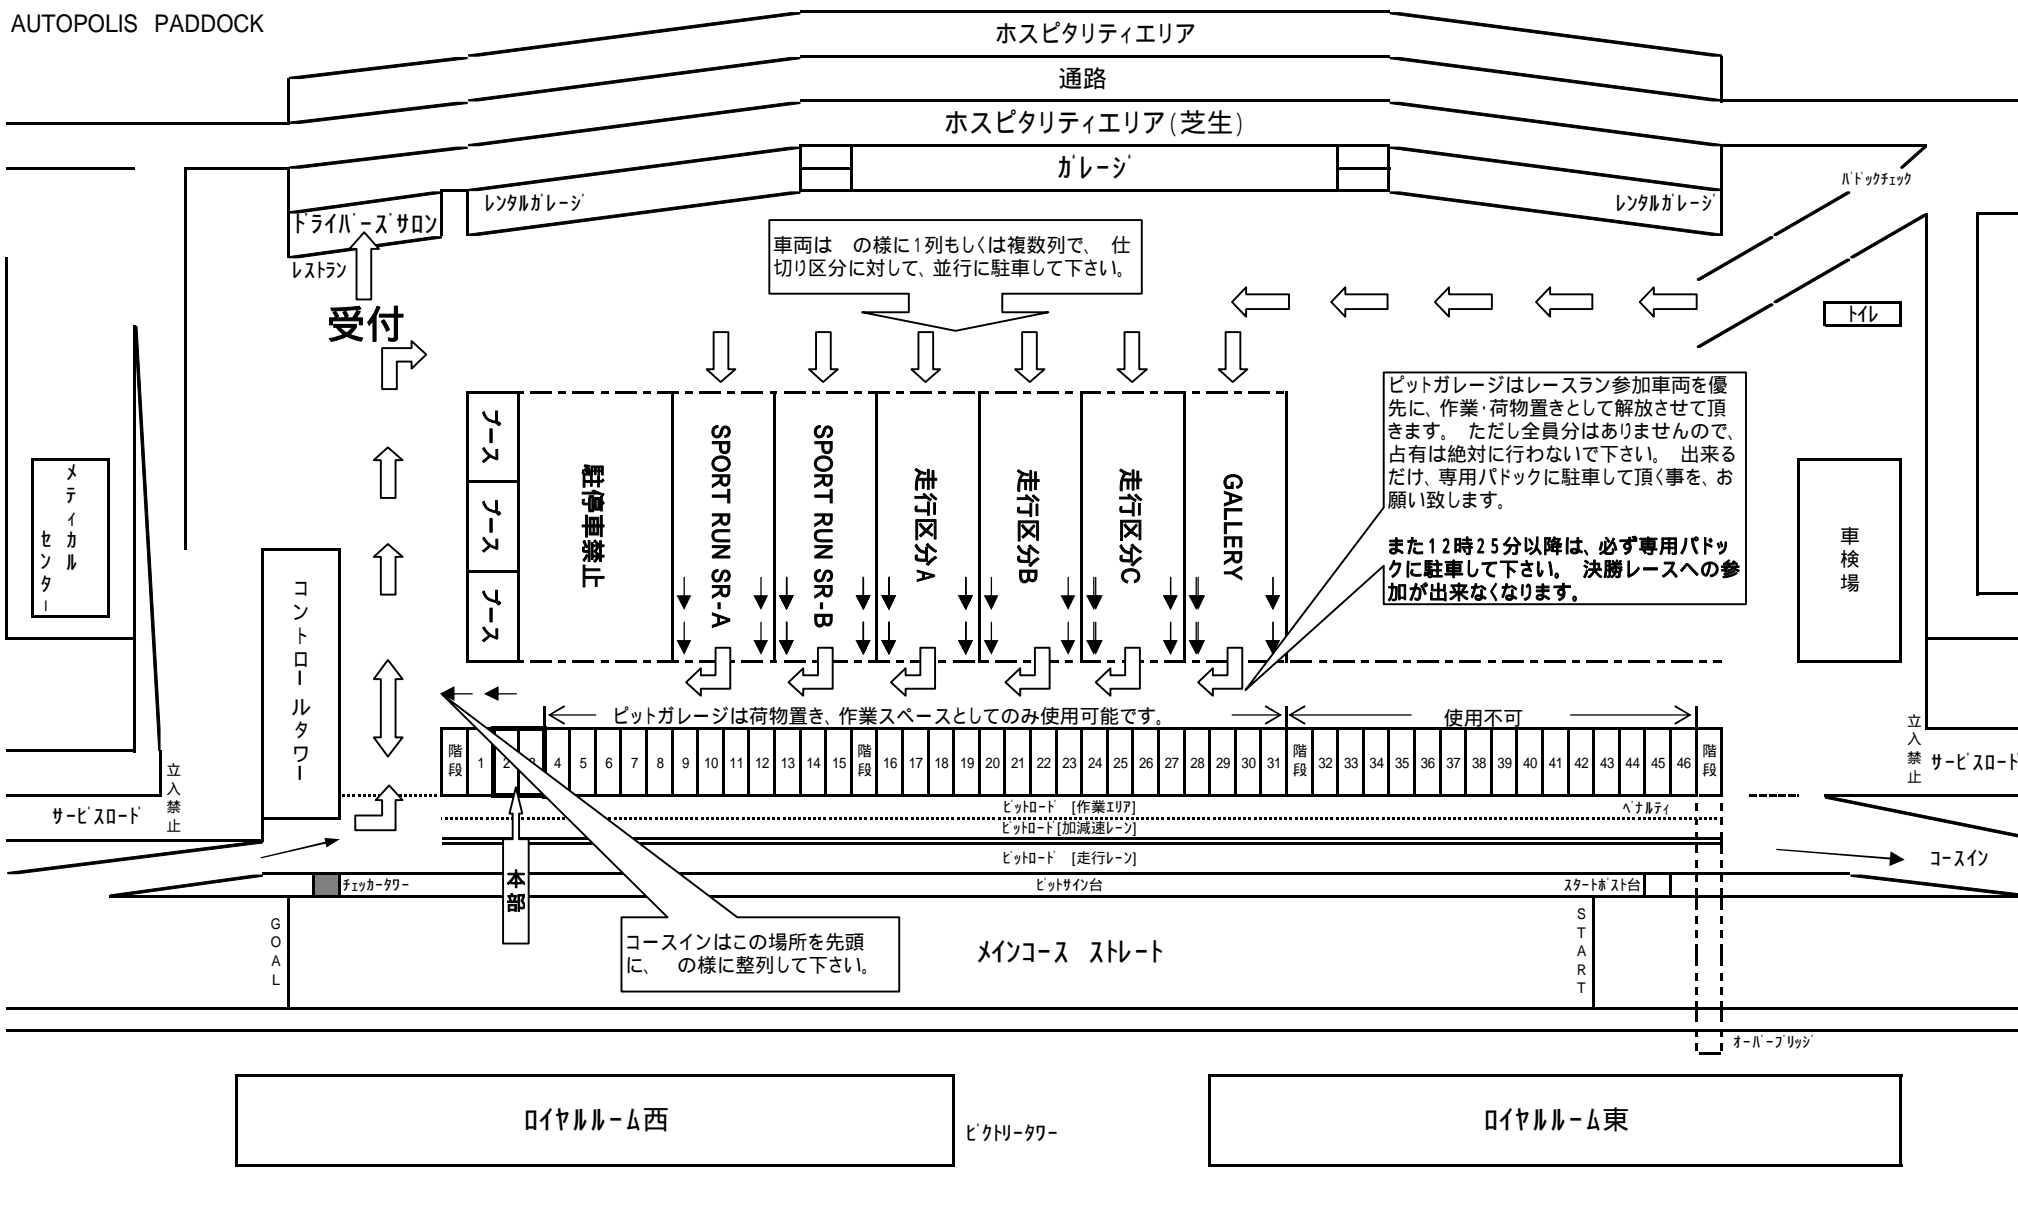 AUTOPOLIS PADDOCK
ホスピタリティエリア
通路
ホスピタリティエリア(芝生)
ガレージ
パドックチェック
レンタルガレージ
レンタルガレージ
ドライバーズサロン
レストラン
車両は　の様に1列もしくは複数列で、　仕
切り区分に対して、並行に駐車して下さい。
受付
トイレ
ピットガレージはレースラン参加車両を優
先に、作業・荷物置きとして解放させて頂
きます。　ただし全員分はありませんので、
占有は絶対に行わないで下さい。　出来る
だけ、専用パドックに駐車して頂く事を、お
願い致します。
また12時25分以降は、必ず専用パドッ
クに駐車して下さい。　決勝レースへの参
加が出来なくなります。
ブース
ブース
ブース
駐停車禁止
SPORT RUN SR-A
SPORT RUN SR-B
走行区分A
走行区分B
走行区分C
GALLERY
メディカル
センター
コントロールタワー
車検場
ピットガレージは荷物置き、作業スペースとしてのみ使用可能です。
使用不可
階段 1 2 3 4 5 6 7 8 9 10 11 12 13 14 15 階段 16 17 18 19 20 21 22 23 24 25 26 27 28 29 30 31 階段 32 33 34 35 36 37 38 39 40 41 42 43 44 45 46 階段
立入禁止
サービスロード
立入禁止
サービスロード
ピットロード [作業エリア]
ペナルティ
ピットロード[加減速レーン]
ピットロード [走行レーン]
コースイン
チェッカータワー
本部
ピットサイン台
スタートポスト台
GOAL
コースインはこの場所を先頭
に、　の様に整列して下さい。
メインコース ストレート
START
オーバーブリッジ
ロイヤルルーム西
ビクトリータワー
ロイヤルルーム東